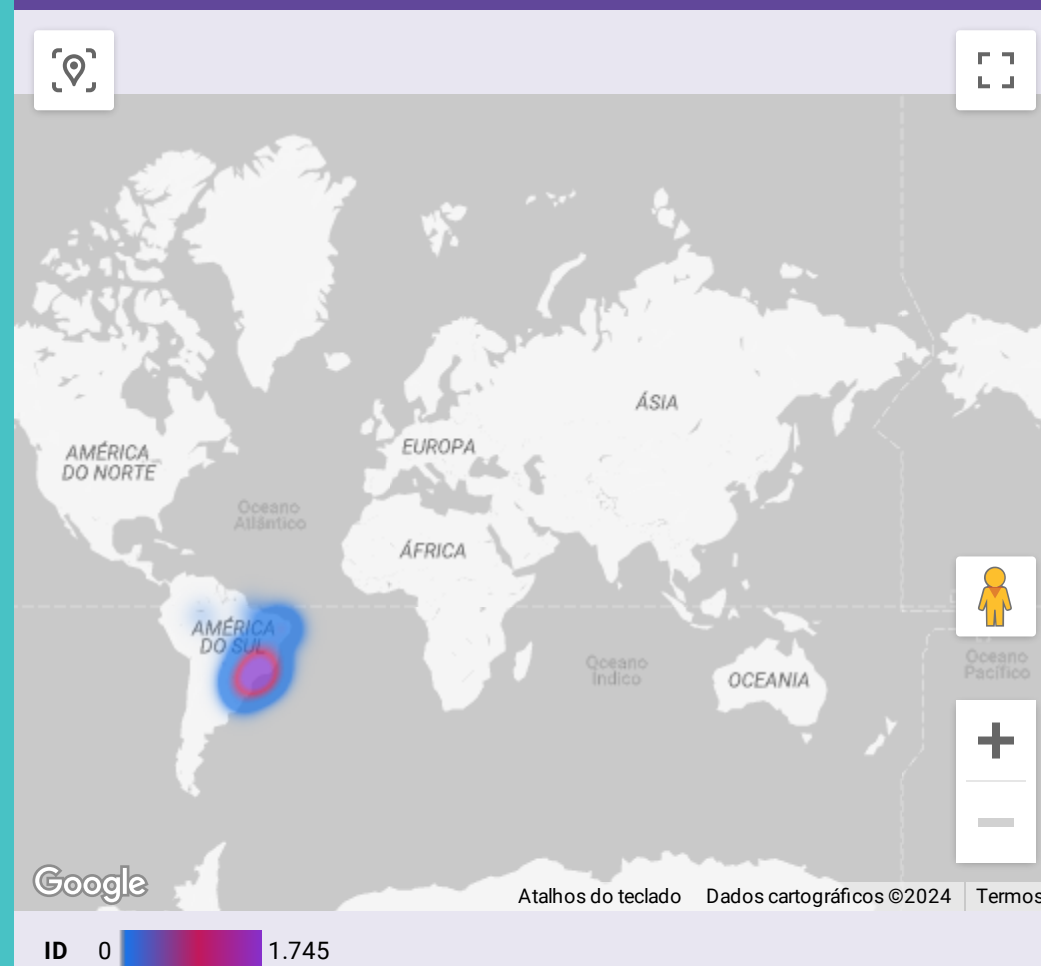 ÁSIA
AMÉRICA
DO NORTE
EUROPA
Oceano
Atlântico
ÁFRICA
AMÉRICA
DO SUL
Oceano
Índico
OCEANIA
Oceano
Pacífico
Google
Atalhos do teclado Dados cartográficos ©2024 Termos
ID 0 1.745